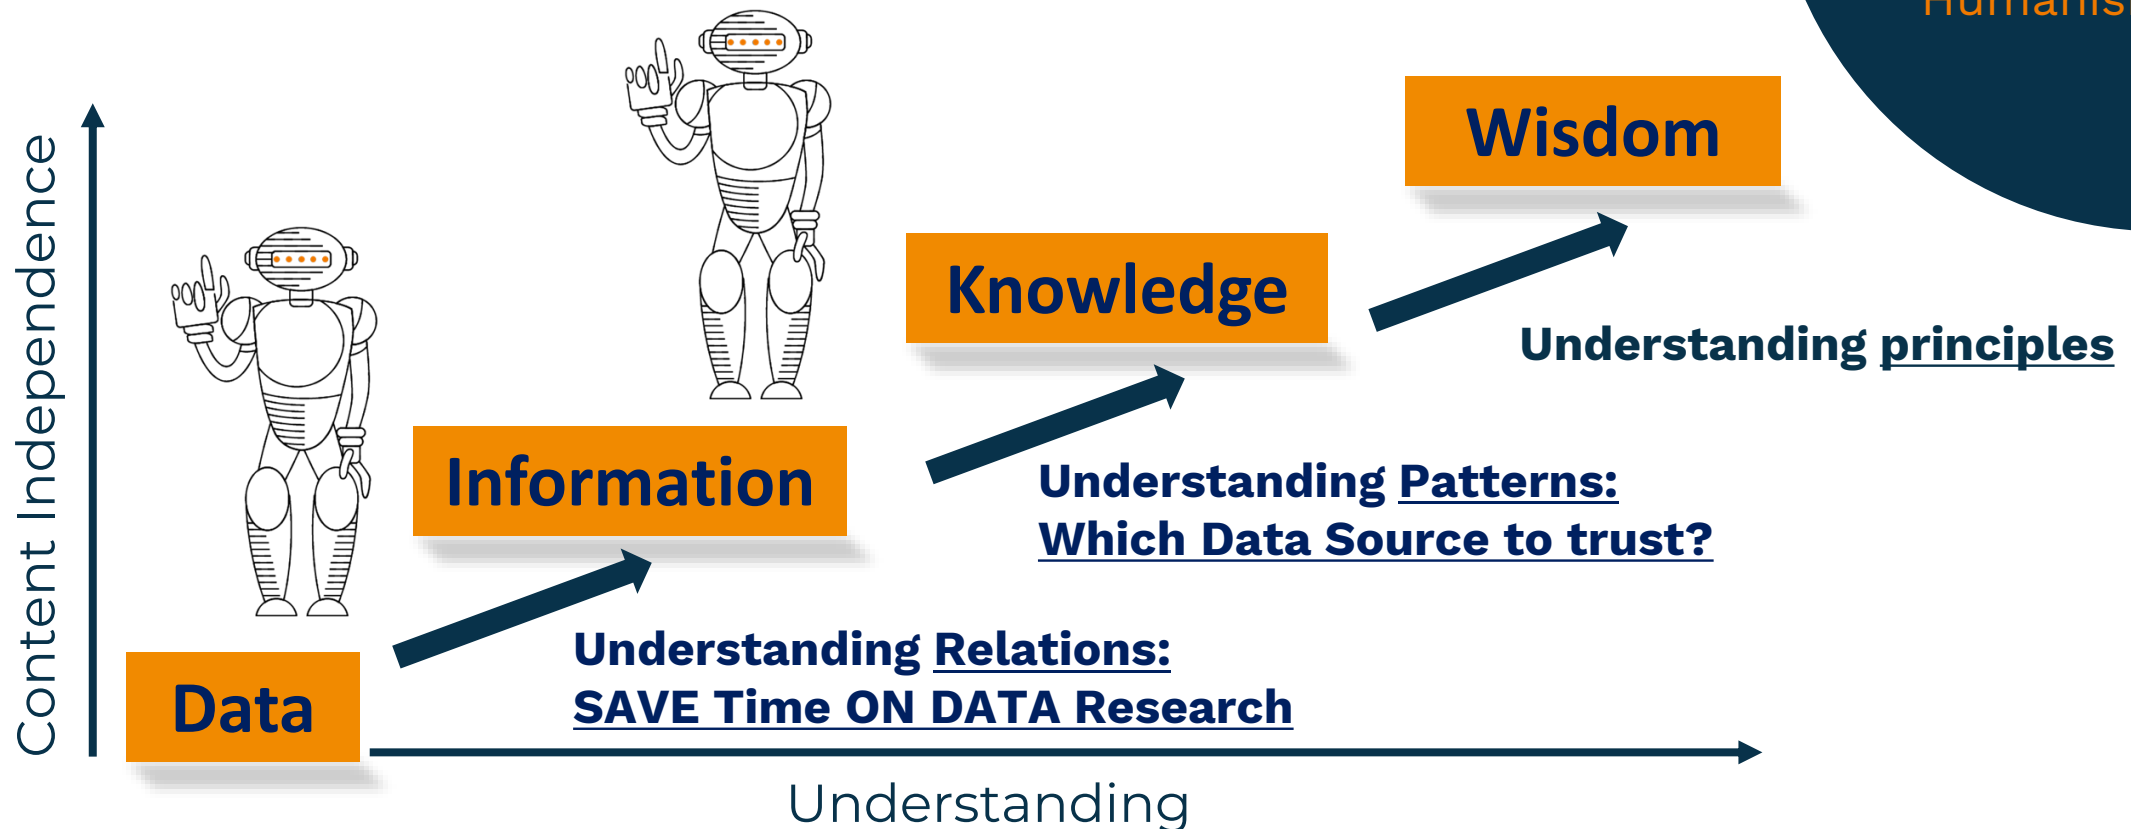 Wisdom
Knowledge
Understanding principles
Information
Understanding Patterns:
Which Data Source to trust?
Understanding Relations:
SAVE Time ON DATA Research
Data
Content Independence
Understanding